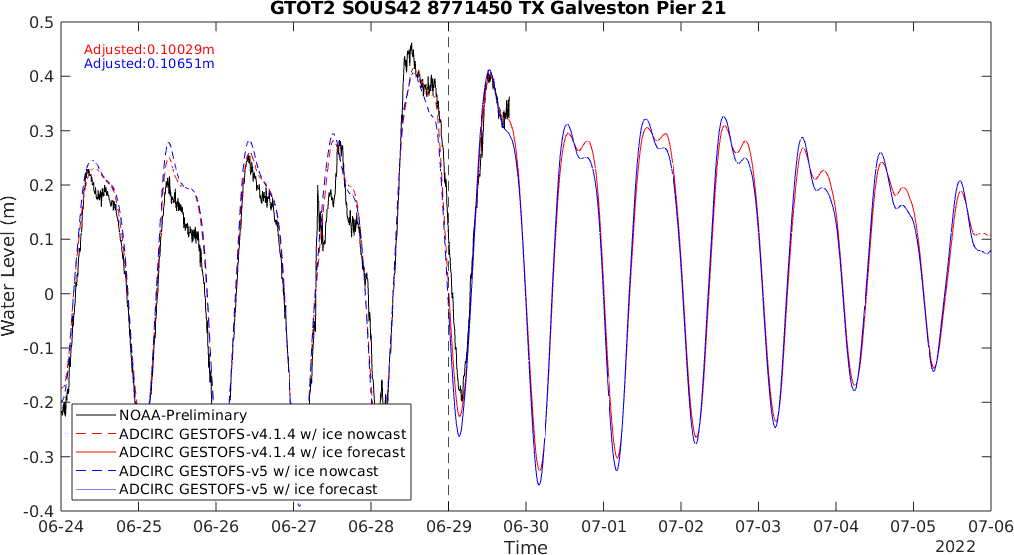 GTOT2 SOUS42 8771450 TX Galveston Pier 21
Adjusted:0.10029m
Adjusted:0.10651m
0.5
0.4
0.3
0.2
0.1
0
-0.1
-0.2
-0.3
-0.4
Water Level (m)
NOAA-Preliminary
ADCIRC GESTOFS-v4.1.4 w/ ice nowcast
ADCIRC GESTOFS-v4.1.4 w/ ice forecast
ADCIRC GESTOFS-v5 w/ ice nowcast
ADCIRC GESTOFS-v5 w/ ice forecast
06-24 06-25 06-26 06-27 06-28 06-29 06-30 07-01 07-02 07-03 07-04 07-05 07-06
Time
2022